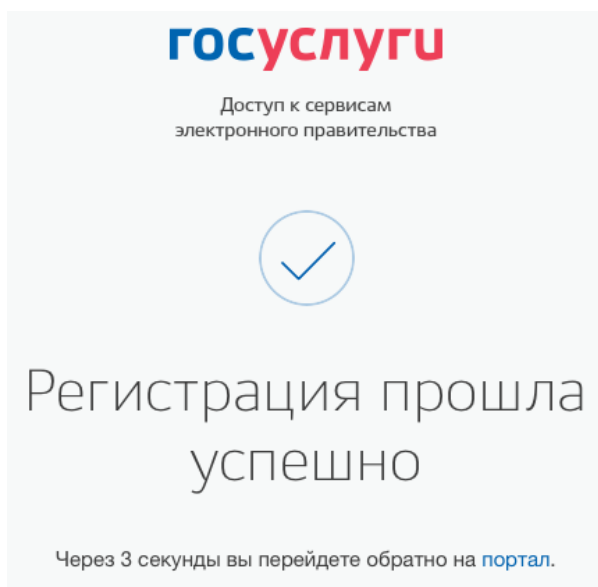 госуслуги
Доступ к сервисам
электронного правительства
Регистрация прошла
успешно
Через 3 секунды вы перейдете обратно на портал.